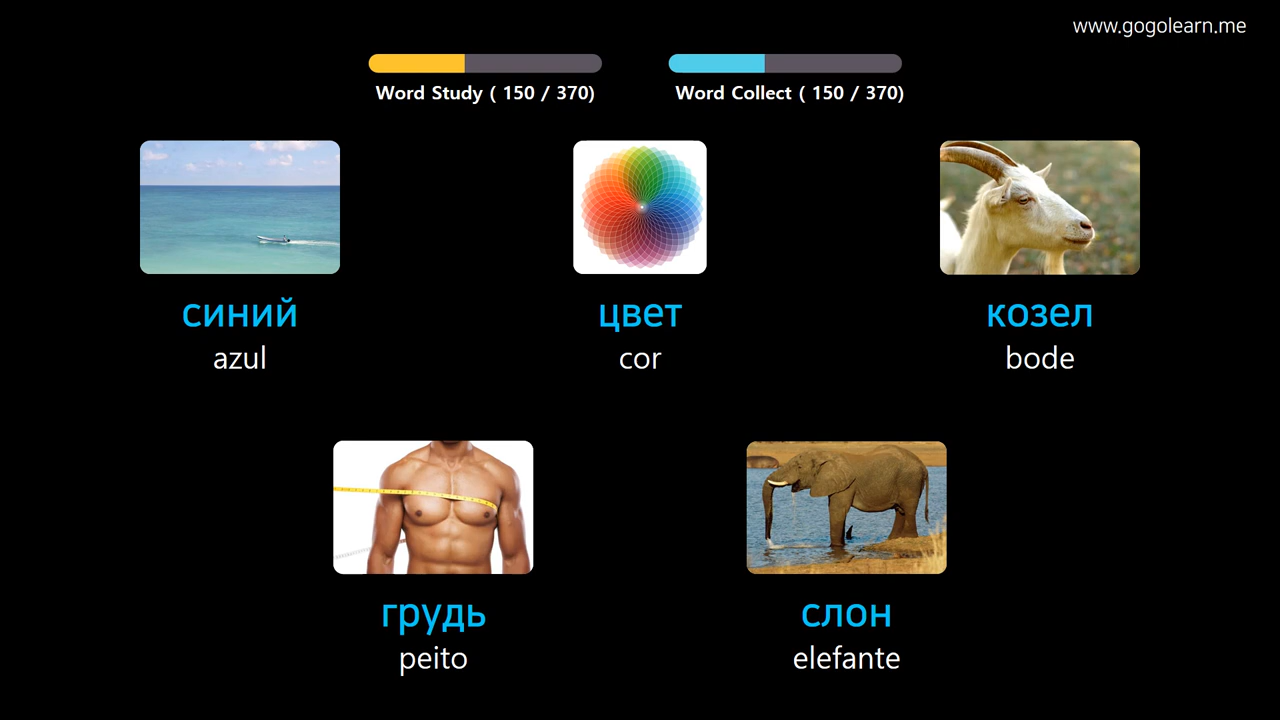 www.gogolearn.me
Word Study ( 150 / 370)
Word Collect ( 150 / 370)
синий
azul
цвет
cor
козел
bode
грудь
peito
слон
elefante